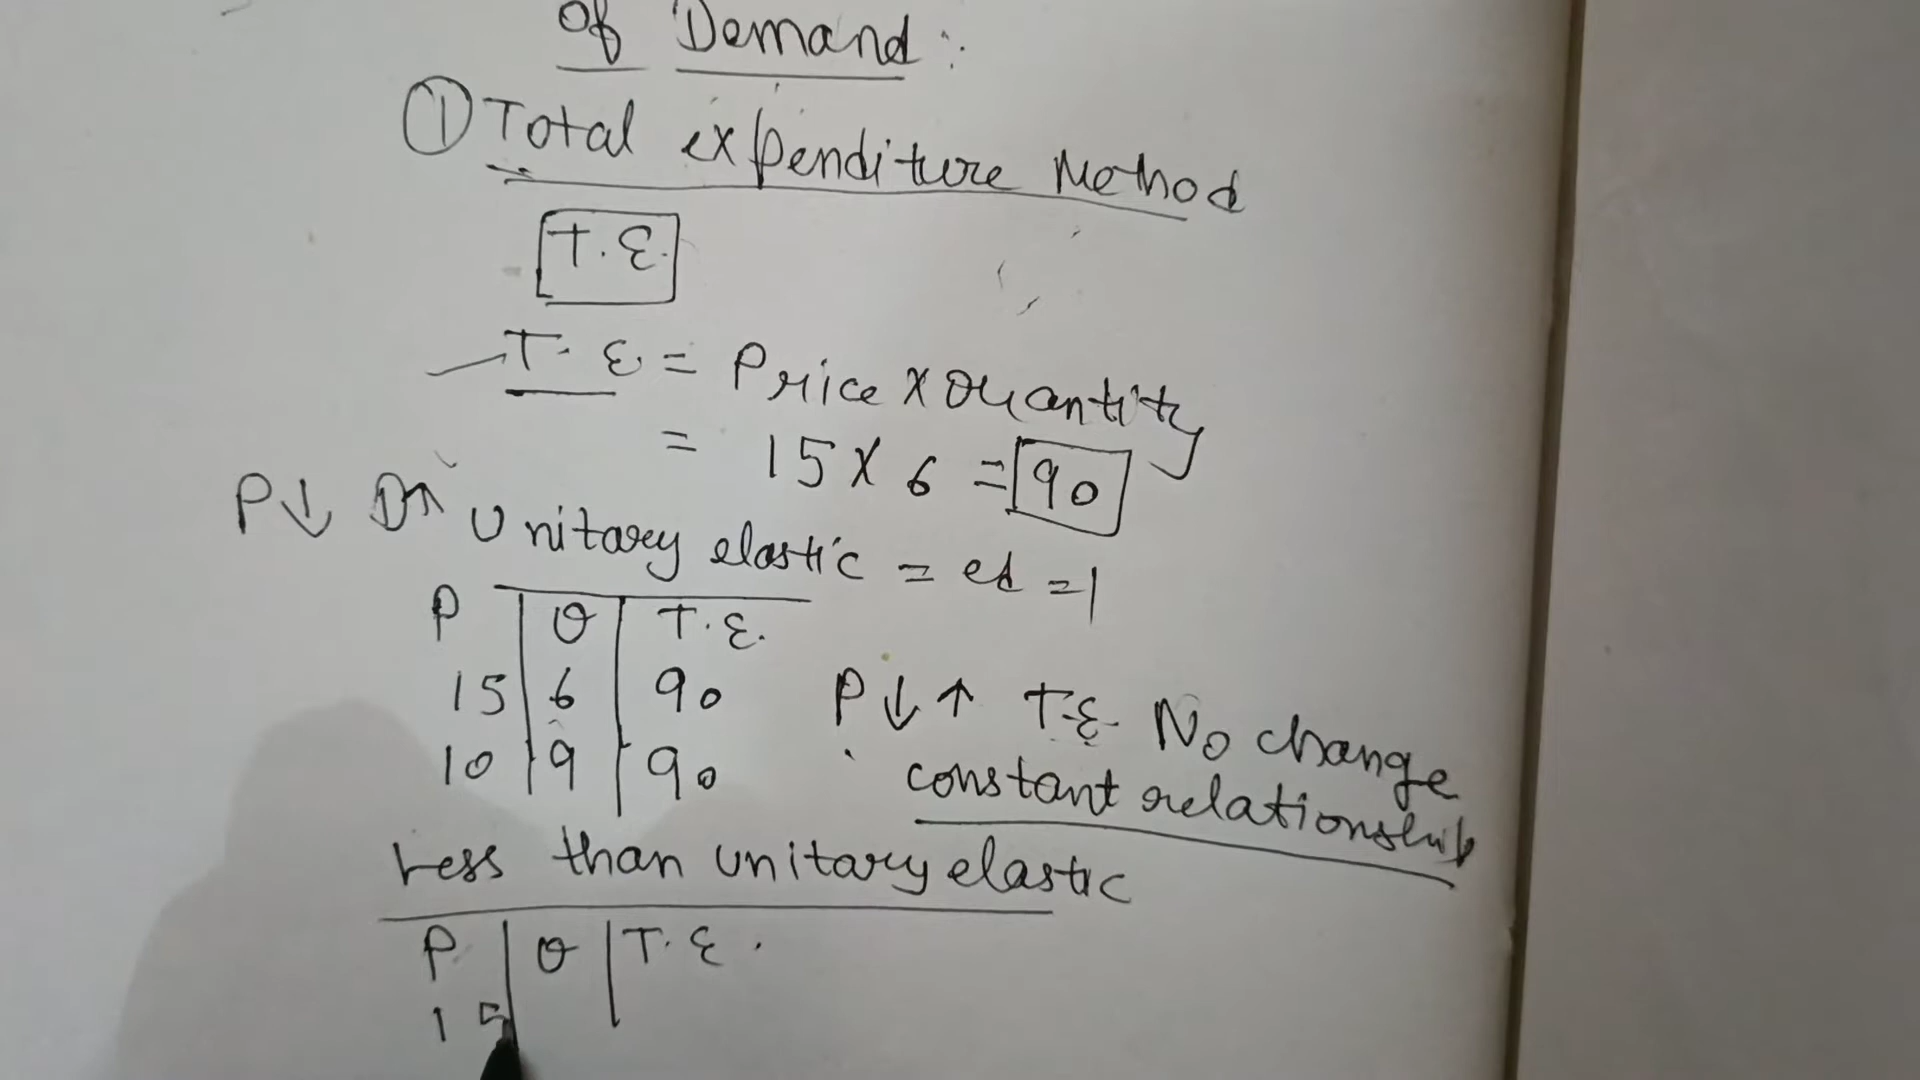 of Demand:
① Total expenditure Method
T.E.
T.E = Price x Quantity
= 15 x 6 = 90
P↓ D↑ Unitary elastic = ed = 1
P Q T.E.
15 6 90
10 9 90
P↓↑ T.E No change
constant relationship
Less than unitary elastic
P Q T.E.
15